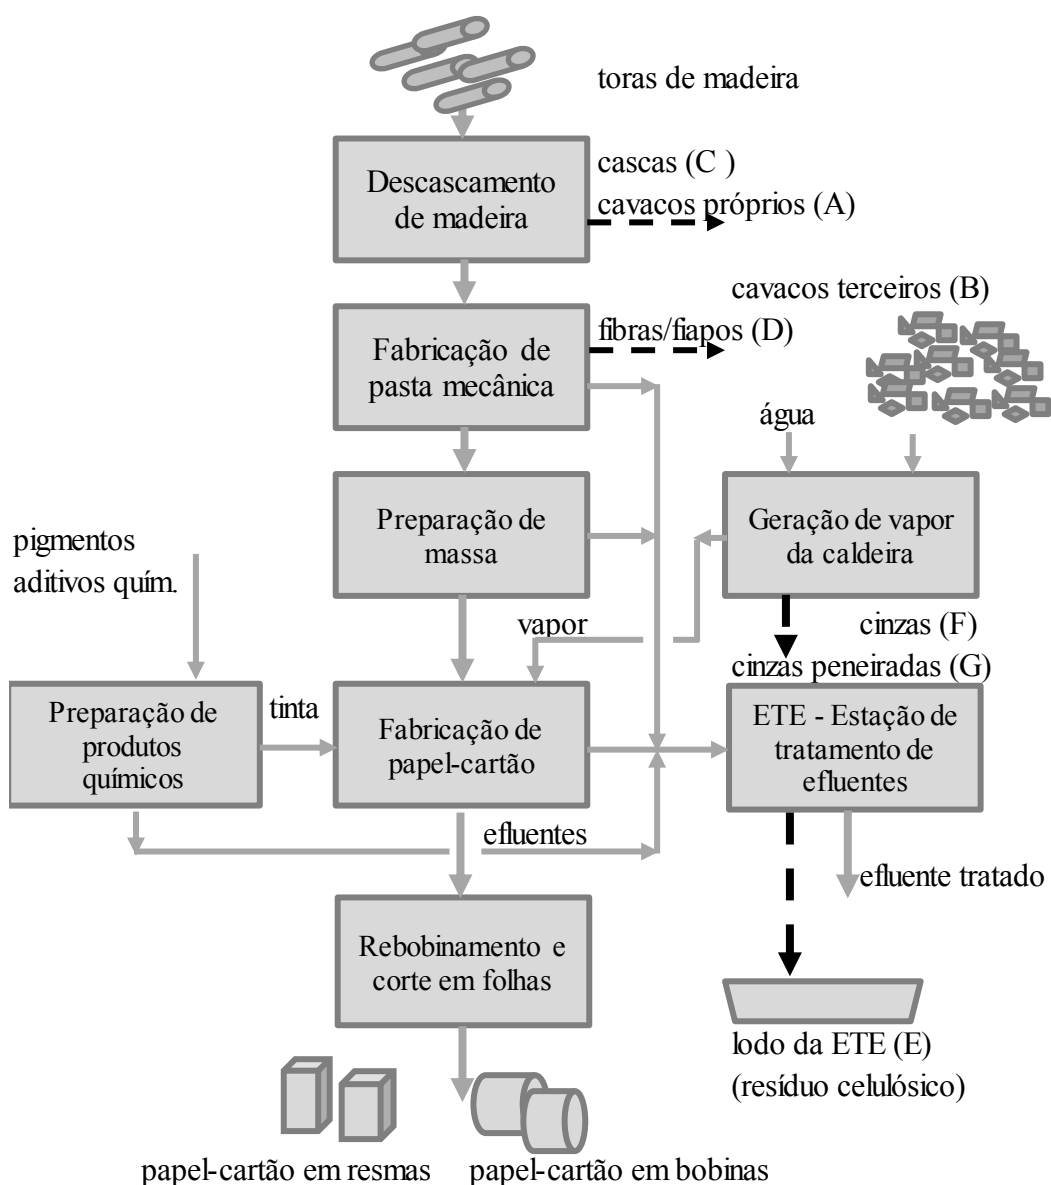 toras de madeira
Descascamento
de madeira
cascas (C )
cavacos próprios (A)
cavacos terceiros (B)
Fabricação de
pasta mecânica
fibras/fiapos (D)
água
Preparação de
massa
Geração de vapor
da caldeira
pigmentos
aditivos quím.
vapor
cinzas (F)
cinzas peneiradas (G)
Preparação de
produtos
químicos
tinta
Fabricação de
papel-cartão
ETE - Estação de
tratamento de
efluentes
efluentes
efluente tratado
Rebobinamento e
corte em folhas
lodo da ETE (E)
(resíduo celulósico)
papel-cartão em resmas
papel-cartão em bobinas